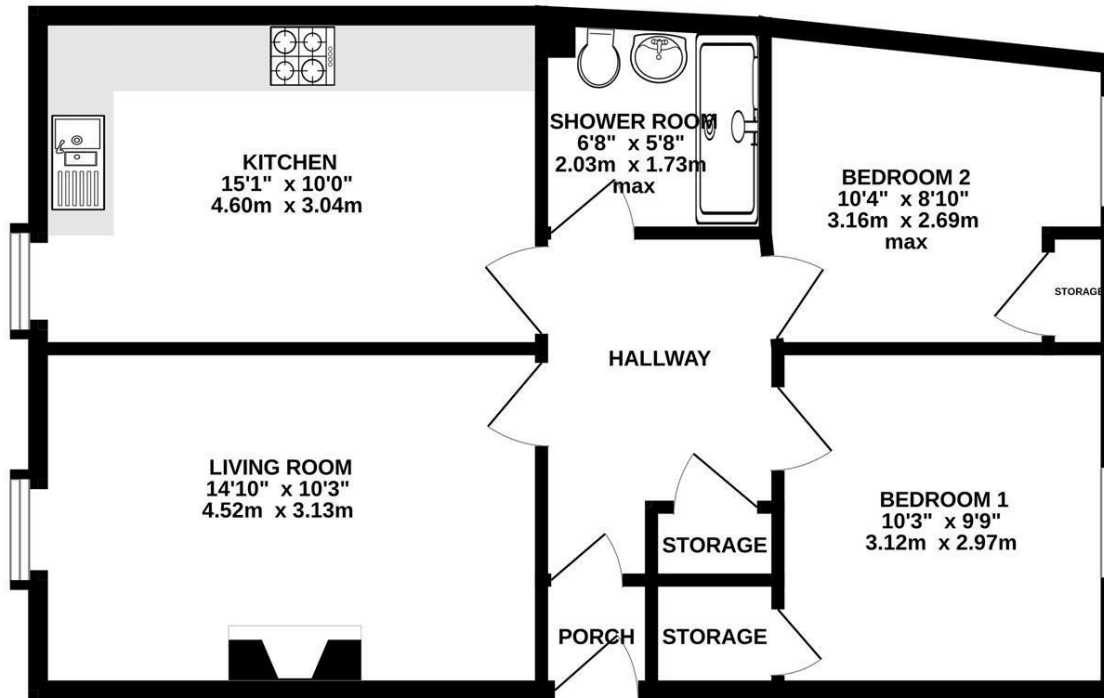 KITCHEN
15'1" x 10'0"
4.60m x 3.04m
SHOWER ROOM
6'8" x 5'8"
2.03m x 1.73m
max
BEDROOM 2
10'4" x 8'10"
3.16m x 2.69m
max
STORAGE
HALLWAY
LIVING ROOM
14'10" x 10'3"
4.52m x 3.13m
BEDROOM 1
10'3" x 9'9"
3.12m x 2.97m
STORAGE
PORCH
STORAGE